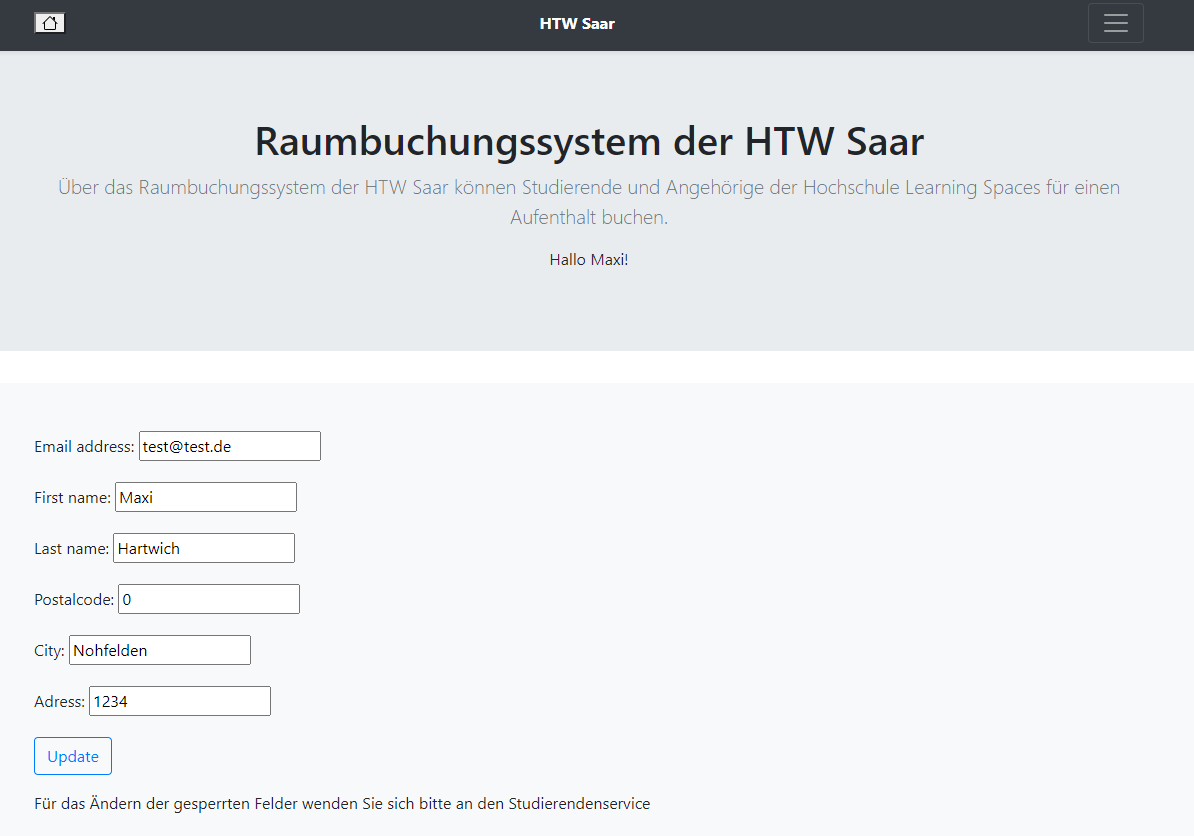 HTW Saar
Raumbuchungssystem der HTW Saar
Über das Raumbuchungssystem der HTW Saar können Studierende und Angehörige der Hochschule Learning Spaces für einen
Aufenthalt buchen.
Hallo Maxi!
Email address: test@test.de
First name: Maxi
Last name: Hartwich
Postalcode: 0
City: Nohfelden
Adress: 1234
Update
Für das Ändern der gesperrten Felder wenden Sie sich bitte an den Studierendenservice